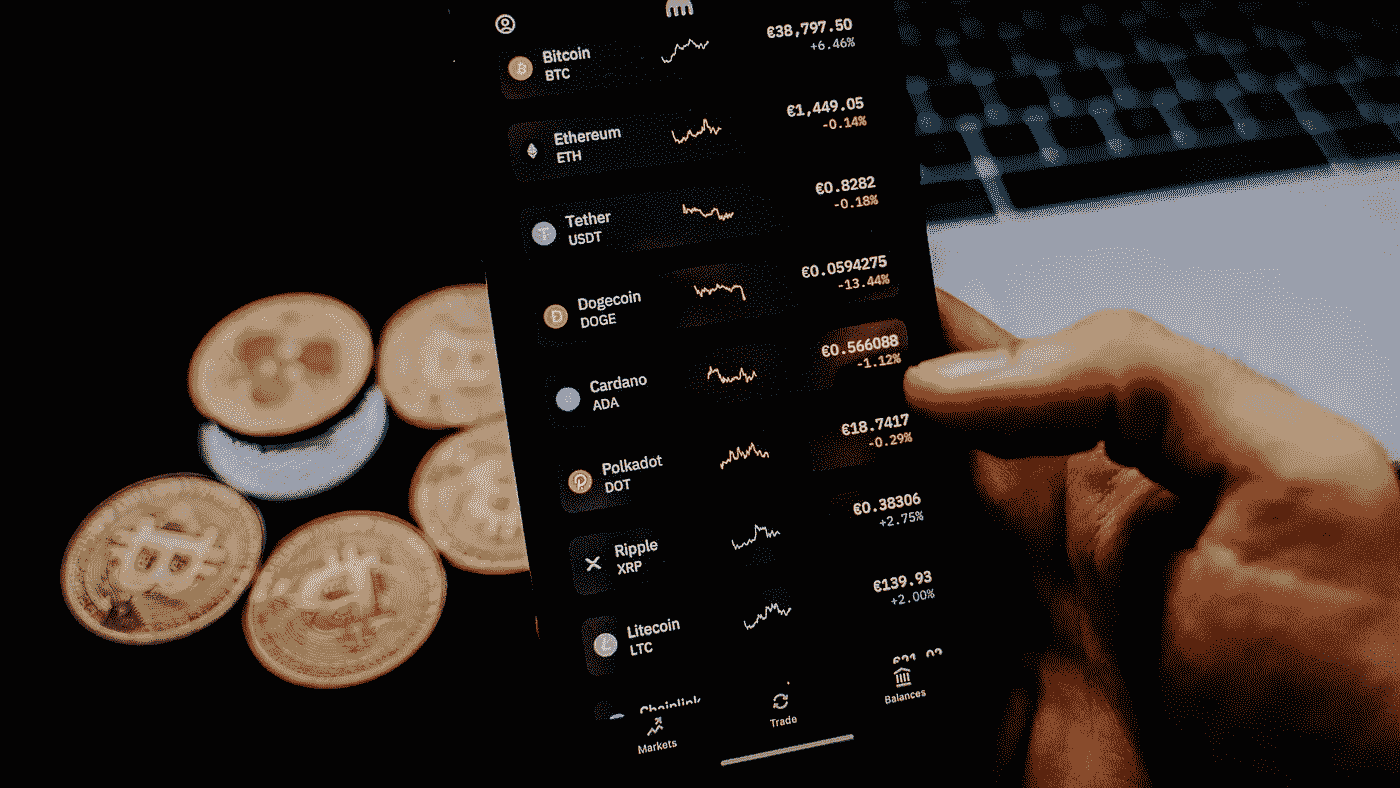 Bitcoin
BTC
€38,797.50
+6.46%
Ethereum
ETH
€1,449.05
-0.14%
Tether
USDT
€0.8282
-0.18%
Dogecoin
DOGE
€0.0594275
-13.44%
Cardano
ADA
€0.566088
-1.12%
Polkadot
DOT
€18.7417
-0.29%
Ripple
XRP
€0.38306
+2.75%
Litecoin
LTC
€139.93
+2.00%
Chainlink
Markets
Trade
Balances